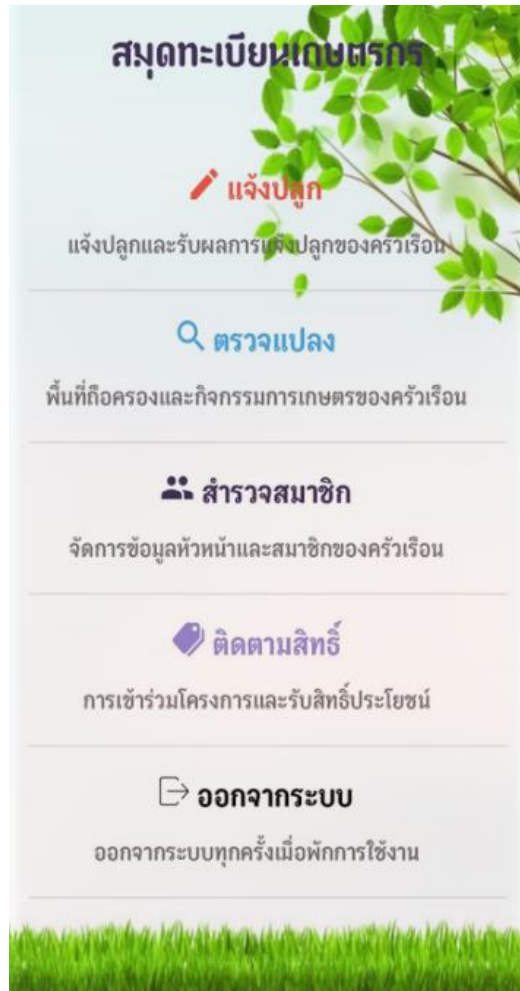 สมุดทะเบียนเกษตรกร
แจ้งปลูก
แจ้งปลูกและรับผลการแจ้งปลูกของครัวเรือน
ตรวจแปลง
พื้นที่ถือครองและกิจกรรมการเกษตรของครัวเรือน
สำรวจสมาชิก
จัดการข้อมูลหัวหน้าและสมาชิกของครัวเรือน
ติดตามสิทธิ์
การเข้าร่วมโครงการและรับสิทธิ์ประโยชน์
ออกจากระบบ
ออกจากระบบทุกครั้งเมื่อพักการใช้งาน